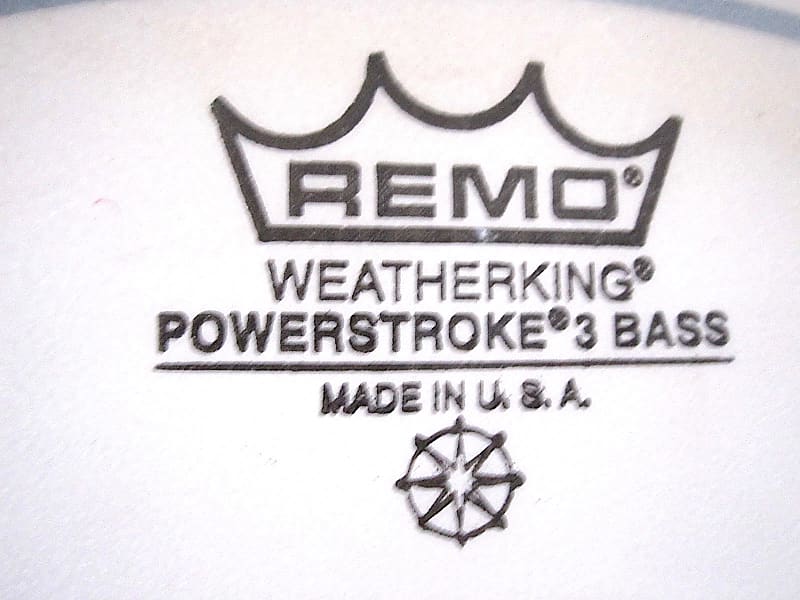 REMO®
WEATHERKING®
POWERSTROKE®3 BASS
MADE IN U.S.A.